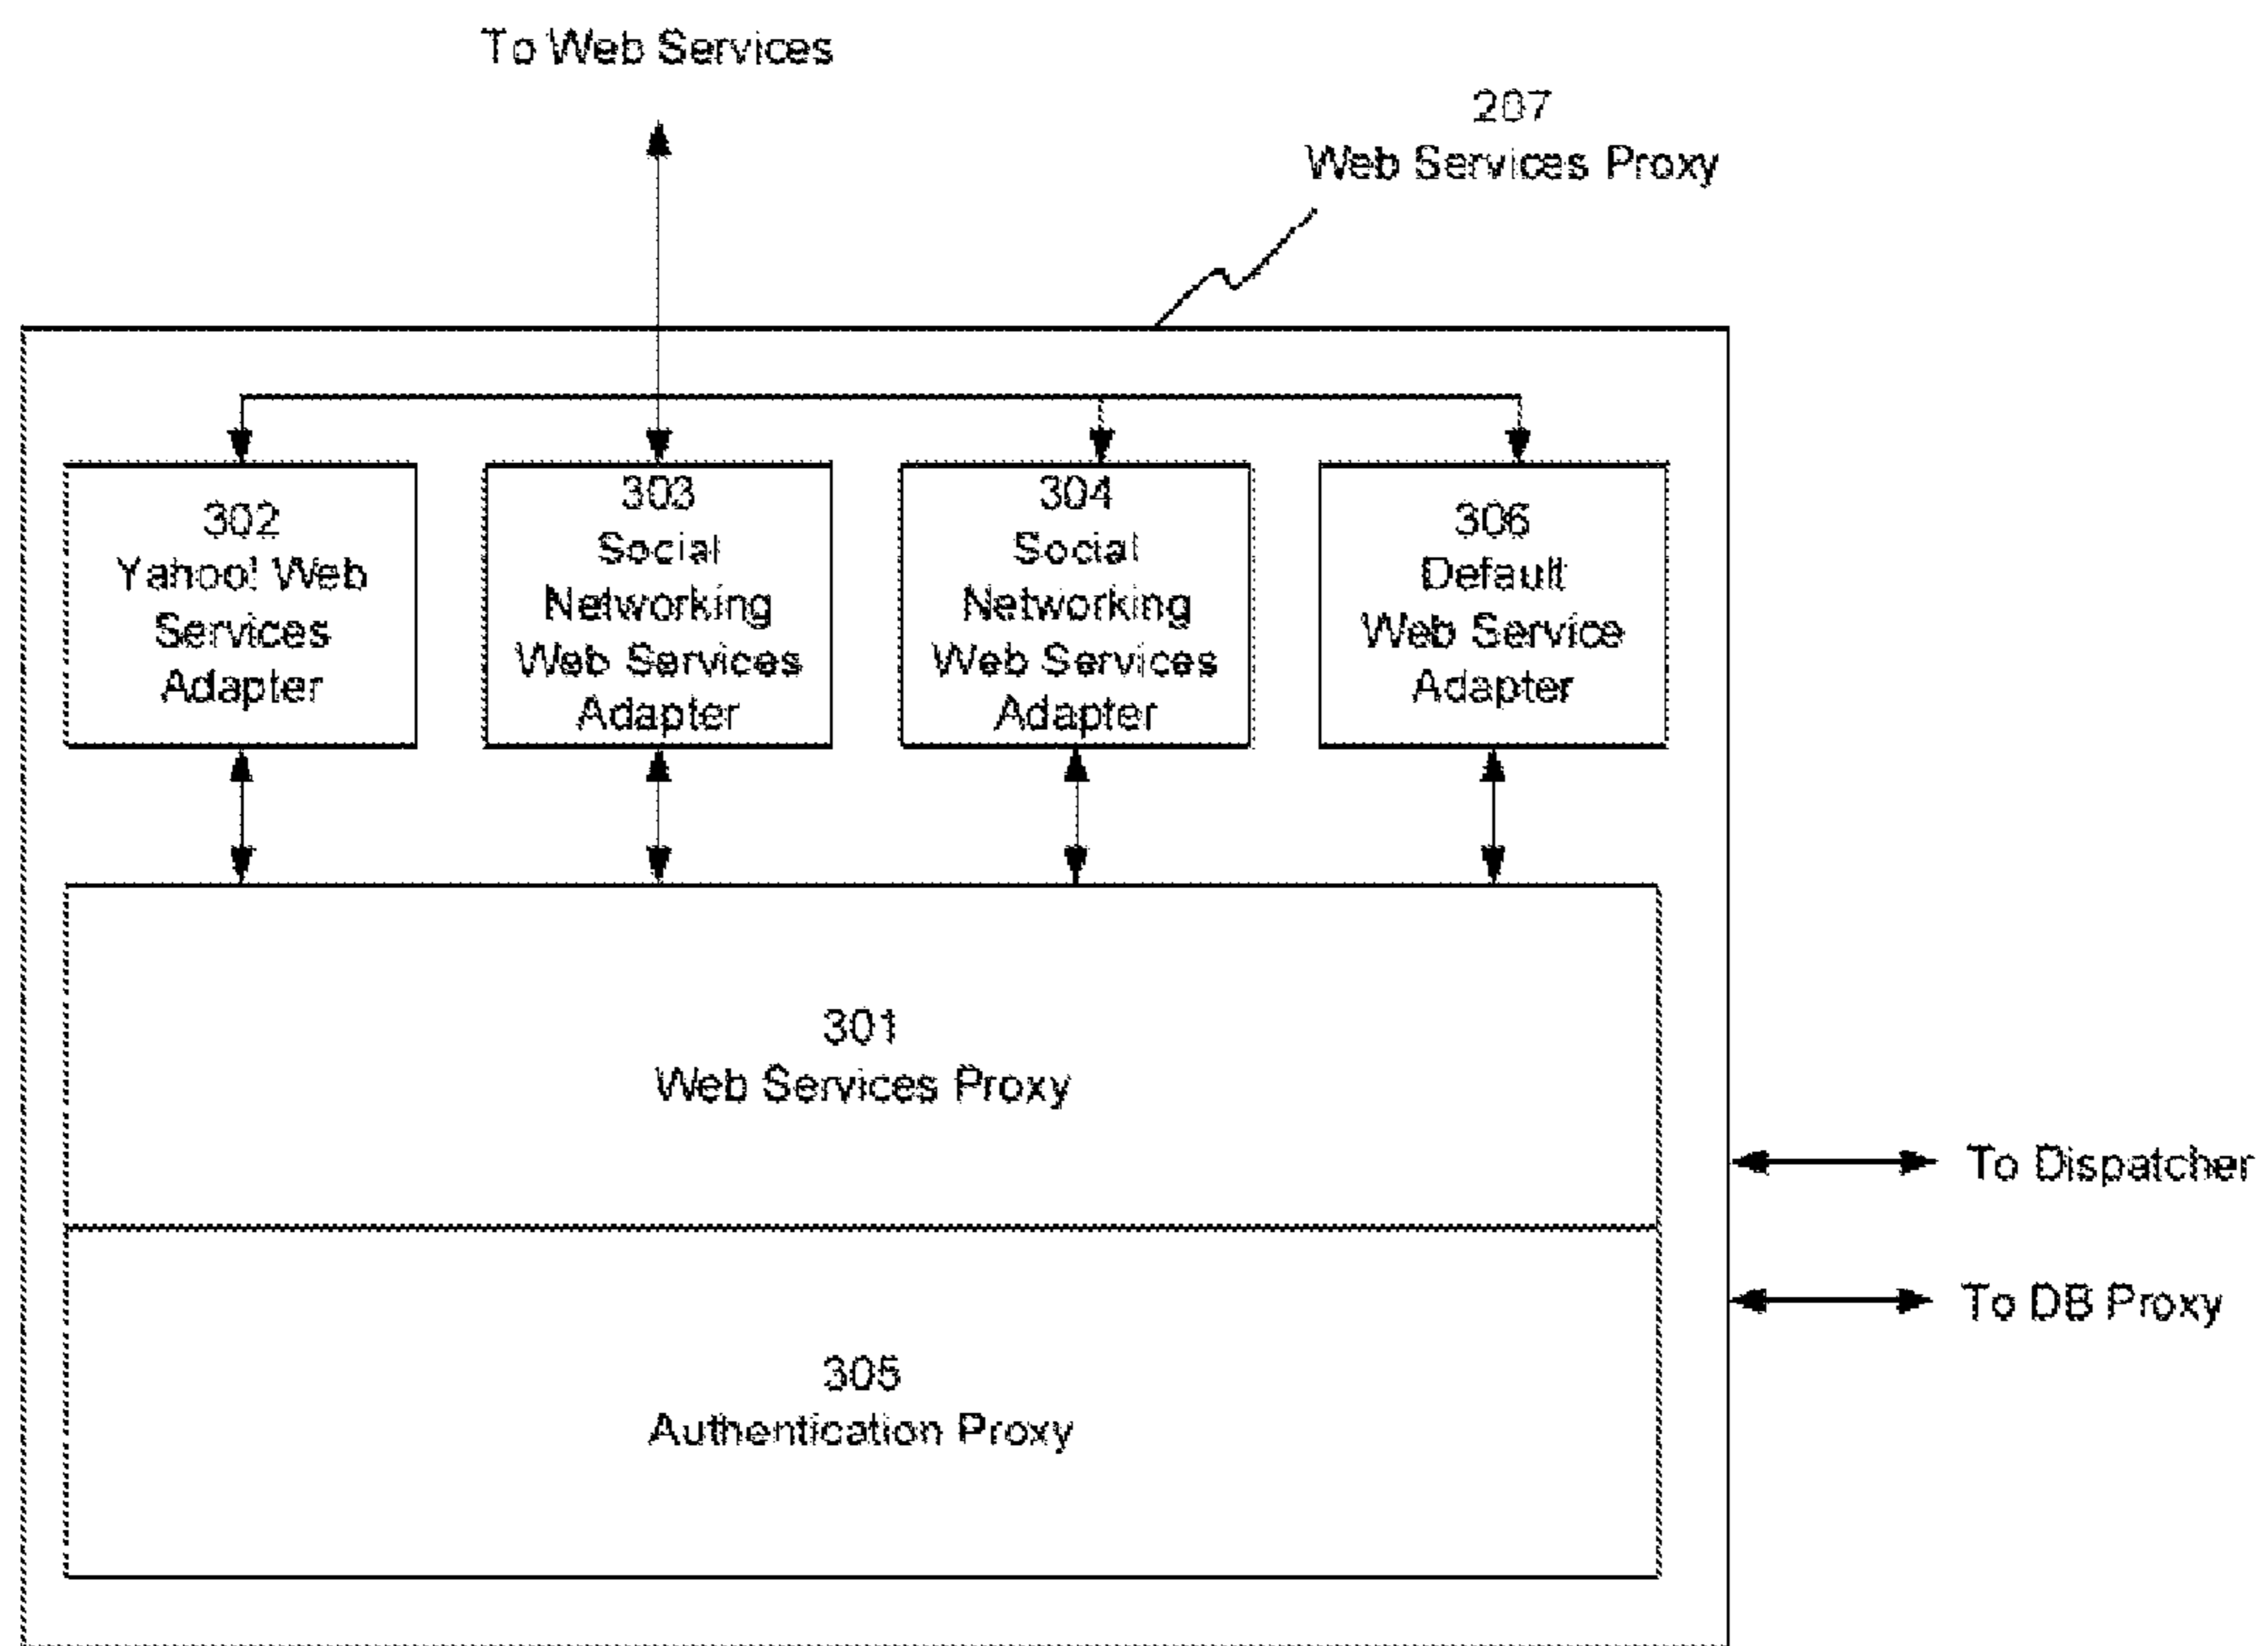 To Web Services
207
Web Services Proxy
302
Yahoo! Web
Services
Adapter
303
Social
Networking
Web Services
Adapter
304
Social
Networking
Web Services
Adapter
306
Default
Web Service
Adapter
301
Web Services Proxy
To Dispatcher
To DB Proxy
305
Authentication Proxy